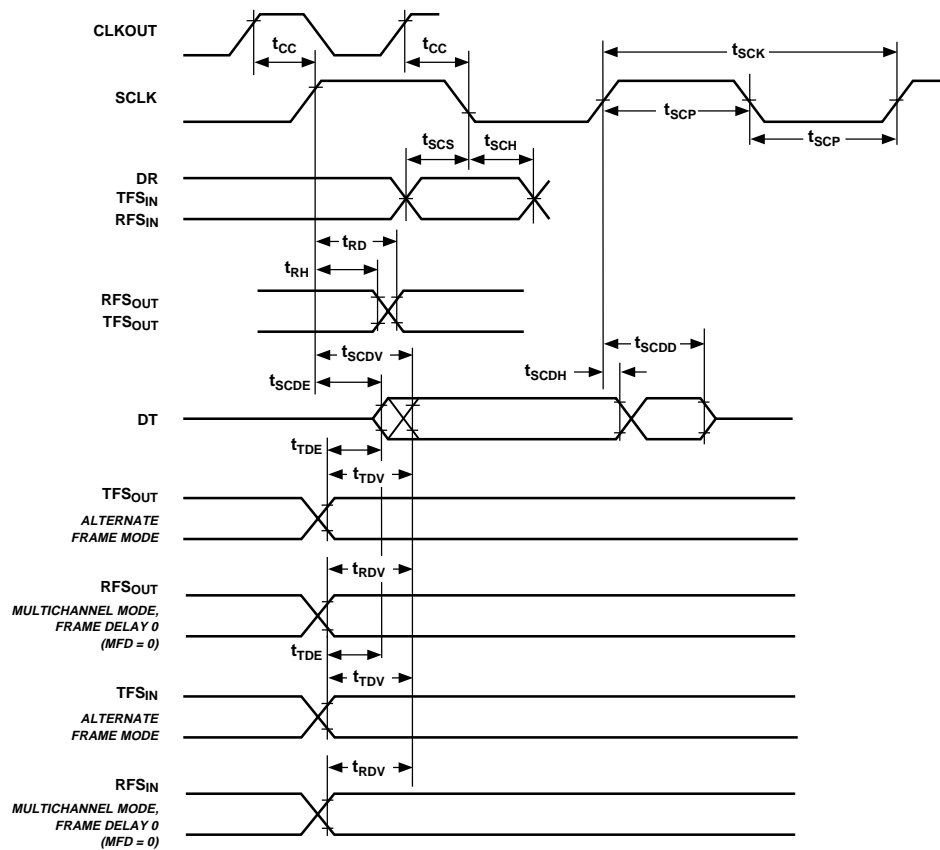 CLKOUT
tCC
tCC
tSCK
SCLK
tSCP
tSCP
tSCS
tSCH
DR
TFSIN
RFSIN
tRD
tRH
RFSOUT
TFSOUT
tSCDV
tSCDD
tSCDE
tSCDH
DT
tTDE
tTDV
TFSOUT
ALTERNATE
FRAME MODE
tRDV
RFSOUT
MULTICHANNEL MODE,
FRAME DELAY 0
(MFD = 0)
tTDE
tTDV
TFSIN
ALTERNATE
FRAME MODE
tRDV
RFSIN
MULTICHANNEL MODE,
FRAME DELAY 0
(MFD = 0)